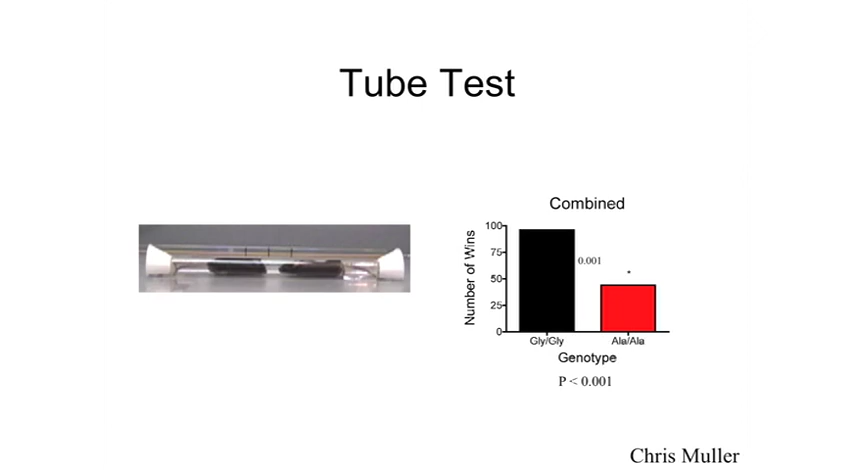 Tube Test
Combined
Number of Wins
100
75
50
25
0
0.001
*
Gly/Gly
Ala/Ala
Genotype
P < 0.001
Chris Muller